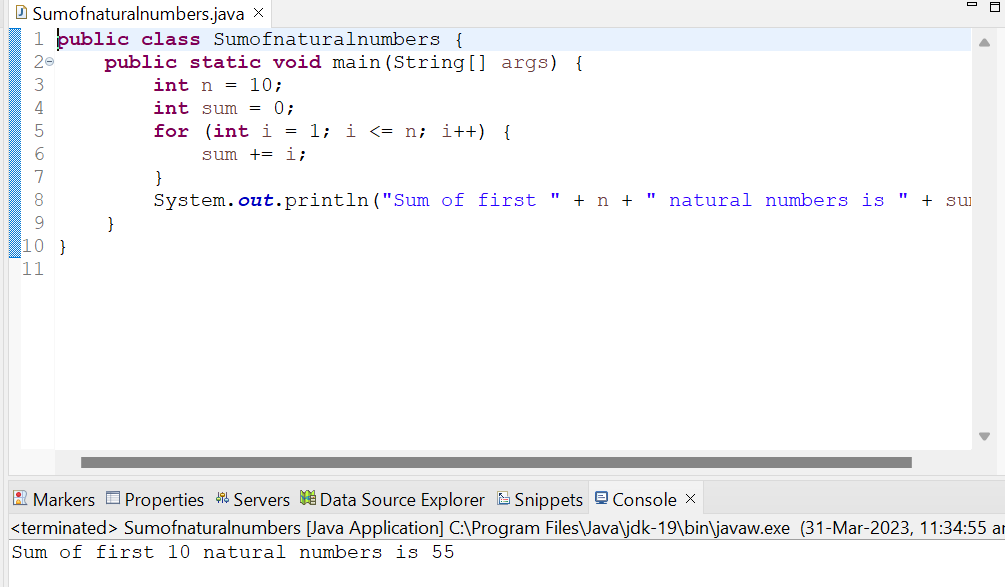 Sumofnaturalnumbers.java
1 public class Sumofnaturalnumbers {
2 public static void main(String[] args) {
3 int n = 10;
4 int sum = 0;
5 for (int i = 1; i <= n; i++) {
6 sum += i;
7 }
8 System.out.println("Sum of first " + n + " natural numbers is " +
9 }
10 }
11
Markers Properties Servers Data Source Explorer Snippets Console
<terminated> Sumofnaturalnumbers [Java Application] C:\Program Files\Java\jdk-19\bin\javaw.exe (31-Mar-2023, 11:34:55
Sum of first 10 natural numbers is 55